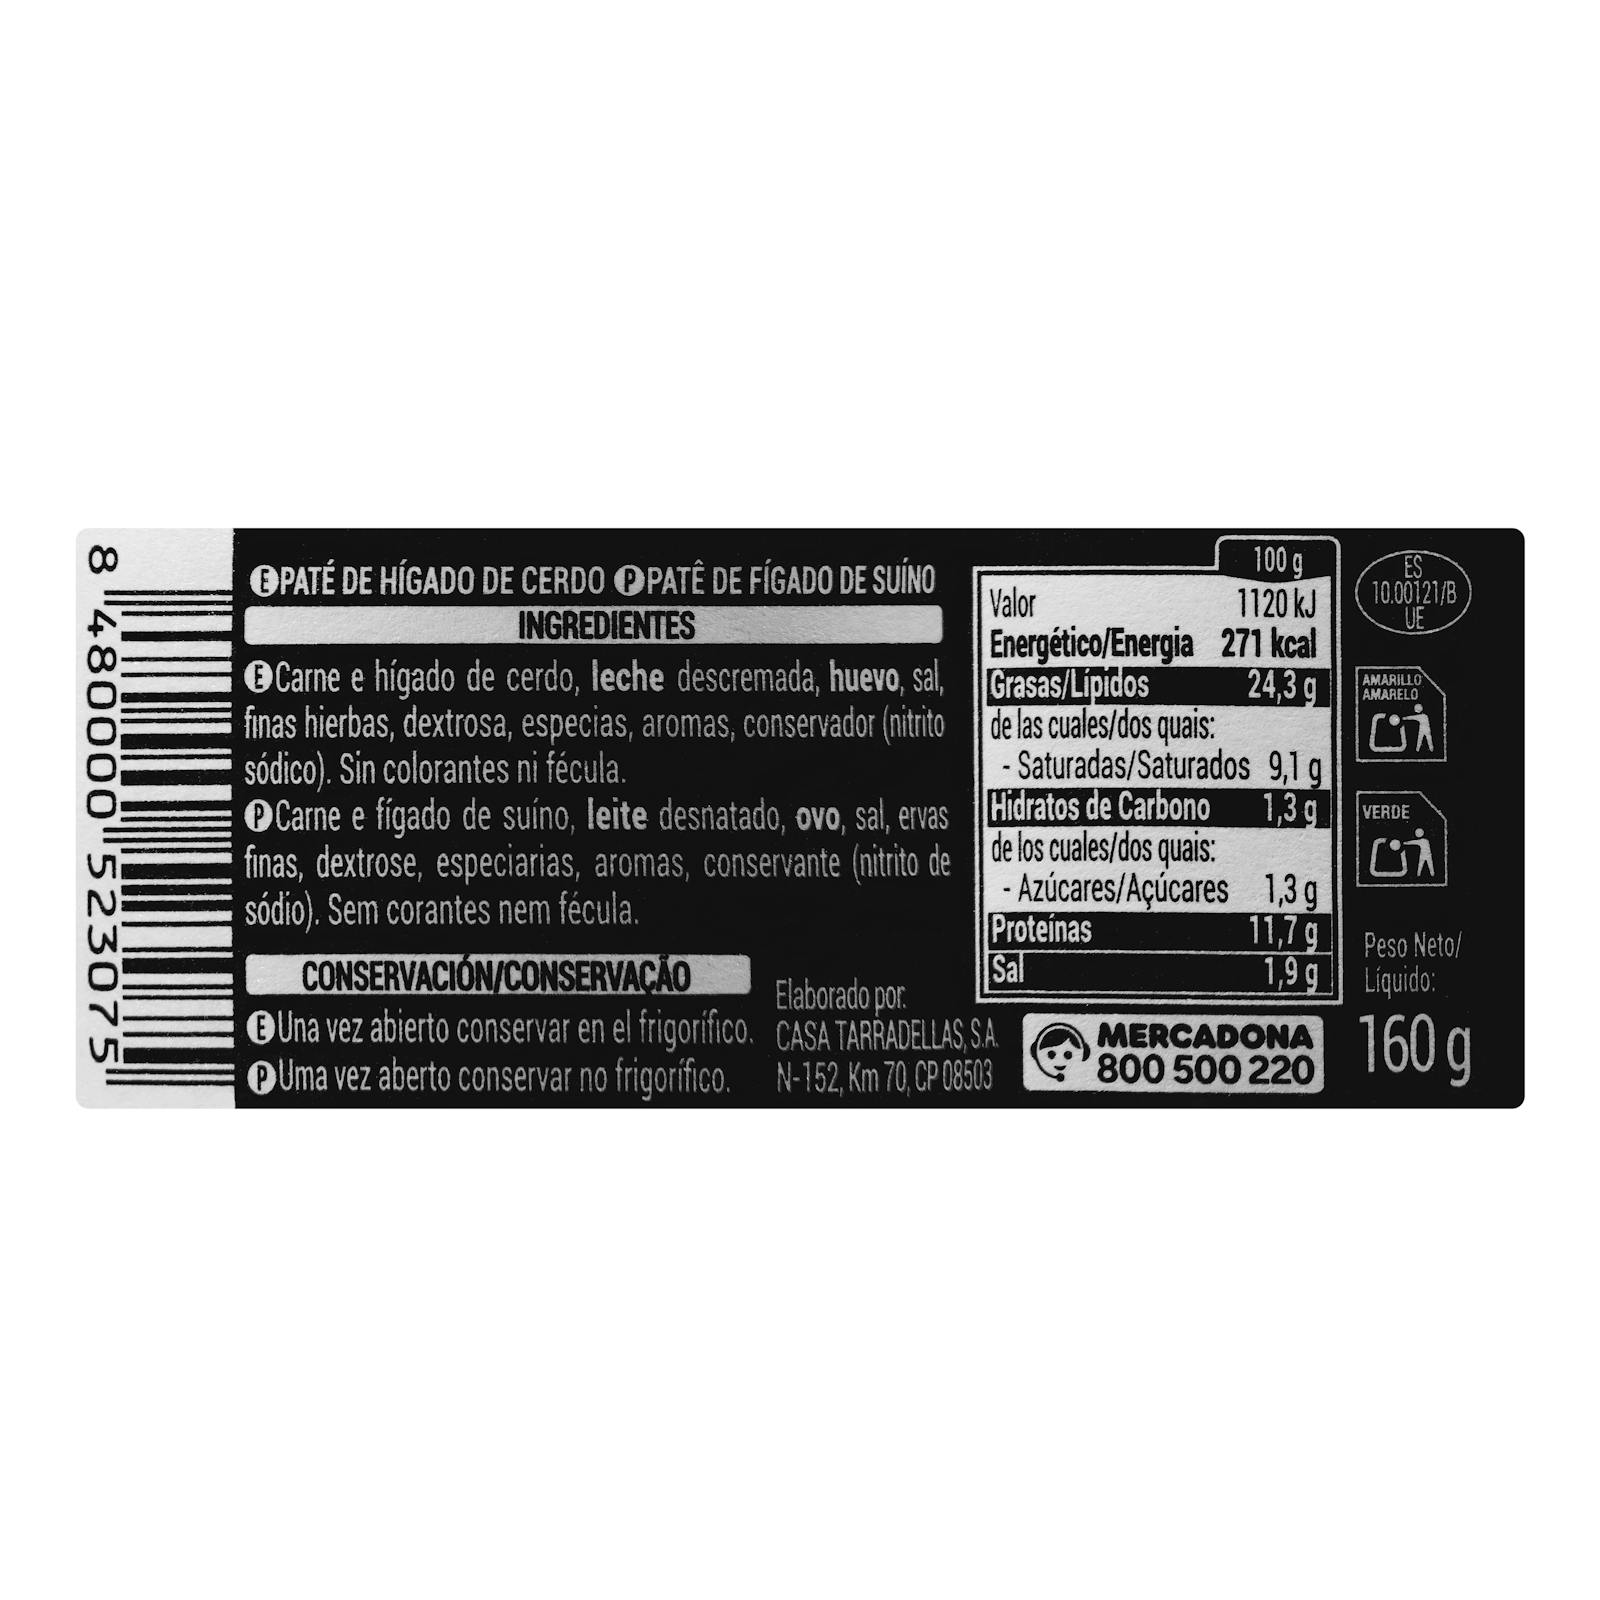 8 480000 523075
E PATÉ DE HÍGADO DE CERDO P PATÊ DE FÍGADO DE SUÍNO
INGREDIENTES
E Carne e hígado de cerdo, leche descremada, huevo, sal,
finas hierbas, dextrosa, especias, aromas, conservador (nitrito
sódico). Sin colorantes ni fécula.
P Carne e fígado de suíno, leite desnatado, ovo, sal, ervas
finas, dextrose, especiarias, aromas, conservante (nitrito de
sódio). Sem corantes nem fécula.
CONSERVACIÓN/CONSERVAÇÃO
E Una vez abierto conservar en el frigorífico.
P Uma vez aberto conservar no frigorífico.
Elaborado por:
CASA TARRADELLAS, S.A.
N-152, Km 70, CP 08503
100 g
Valor 1120 kJ
Energético/Energia 271 kcal
Grasas/Lípidos 24,3 g
de las cuales/dos quais:
- Saturadas/Saturados 9,1 g
Hidratos de Carbono 1,3 g
de los cuales/dos quais:
- Azúcares/Açúcares 1,3 g
Proteínas 11,7 g
Sal 1,9 g
MERCADONA
800 500 220
ES
10.00121/B
UE
AMARILLO
AMARELO
VERDE
Peso Neto/
Líquido:
160 g